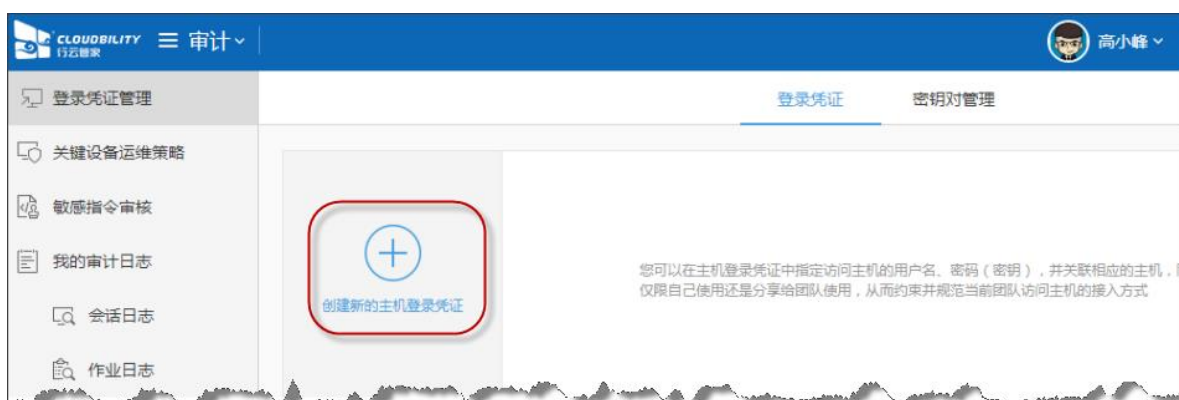 CLOUDBILITY
行云管家
审计
高小峰
登录凭证管理
登录凭证
密钥对管理
关键设备运维策略
敏感指令审核
我的审计日志
会话日志
作业日志
创建新的主机登录凭证
您可以在主机登录凭证中指定访问主机的用户名、密码（密钥）,并关联相应的主机,
仅限自己使用还是分享给团队使用，从而约束并规范当前团队访问主机的接入方式